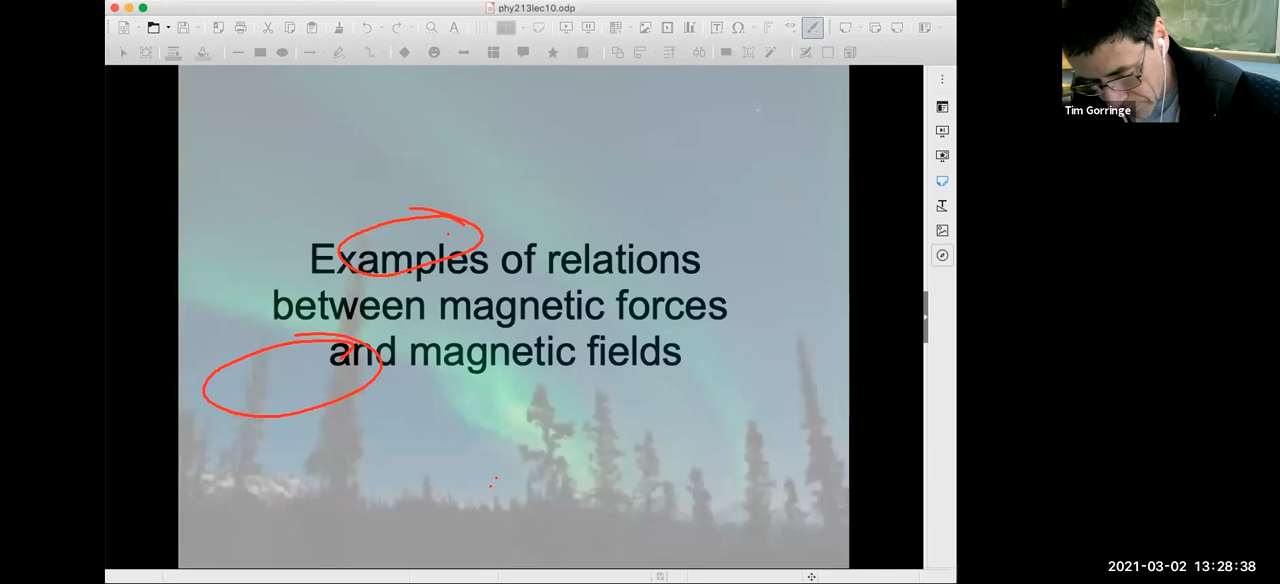 phy213lec10.odp
Tim Gorringe
Examples of relations
between magnetic forces
and magnetic fields
2021-03-02 13:28:38